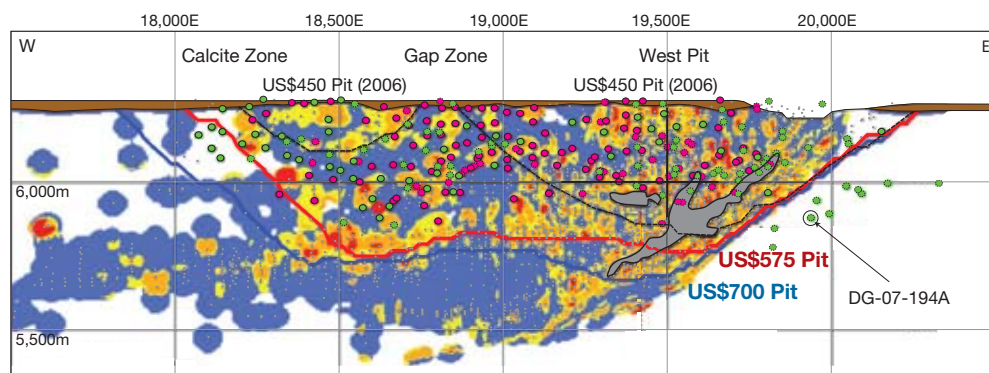 18,000E 18,500E 19,000E 19,500E 20,000E
W E
Calcite Zone Gap Zone West Pit
US$450 Pit (2006) US$450 Pit (2006)
6,000m
US$575 Pit
US$700 Pit
DG-07-194A
5,500m